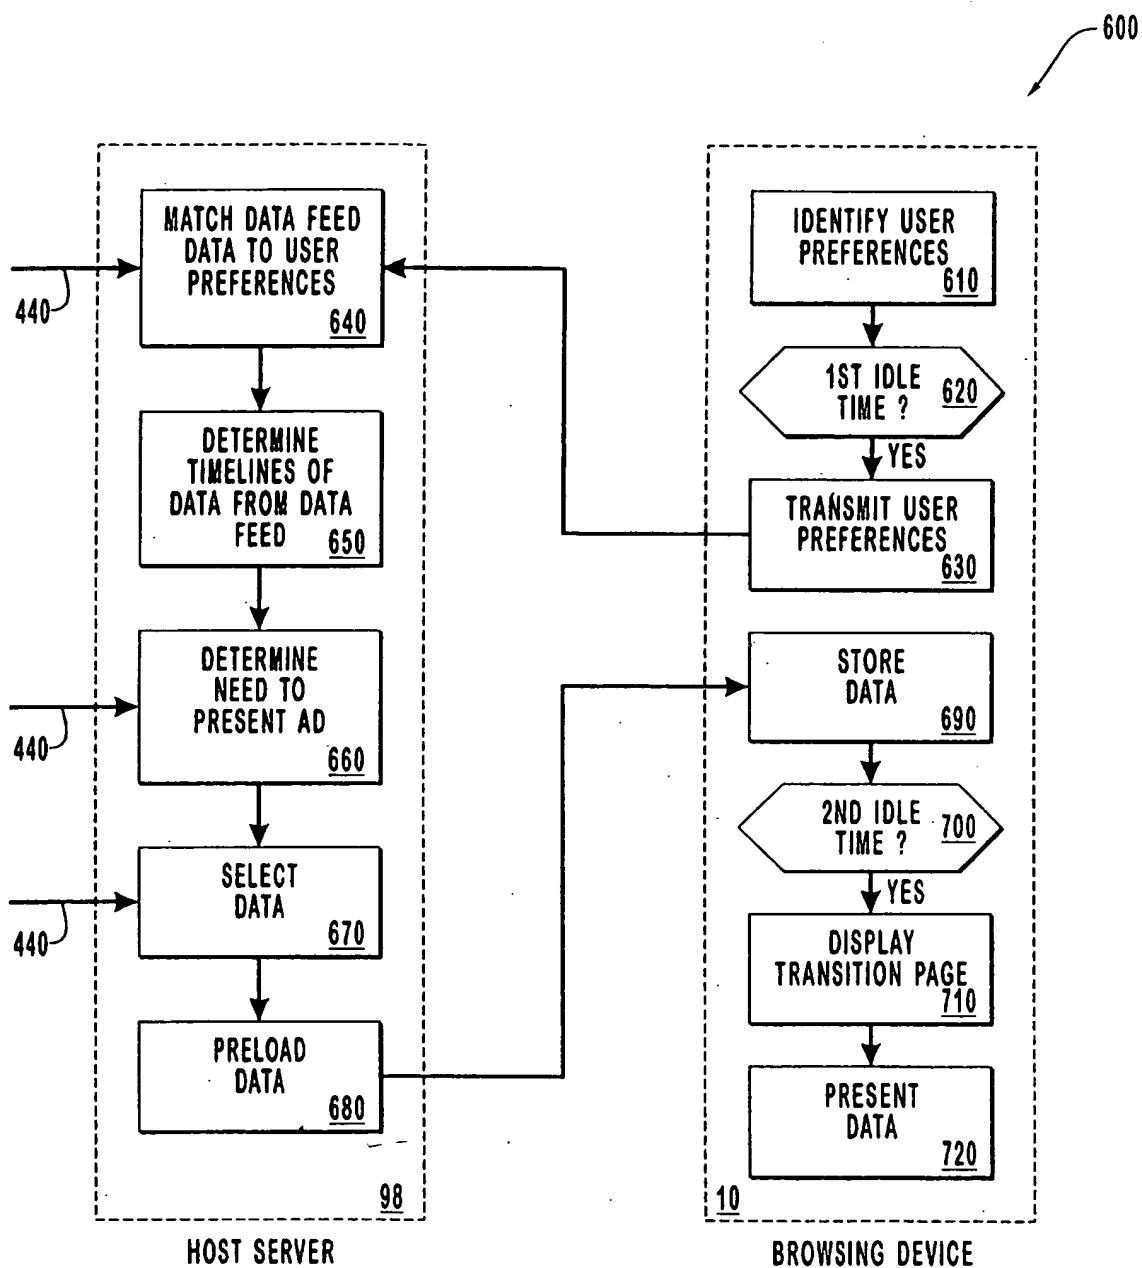 600
MATCH DATA FEED
DATA TO USER
PREFERENCES
640
440
DETERMINE
TIMELINES OF
DATA FROM DATA
FEED
650
DETERMINE
NEED TO
PRESENT AD
660
440
SELECT
DATA
670
440
PRELOAD
DATA
680
98
HOST SERVER
IDENTIFY USER
PREFERENCES
610
1ST IDLE
TIME ?
620
YES
TRANSMIT USER
PREFERENCES
630
STORE
DATA
690
2ND IDLE
TIME ?
700
YES
DISPLAY
TRANSITION PAGE
710
PRESENT
DATA
720
10
BROWSING DEVICE